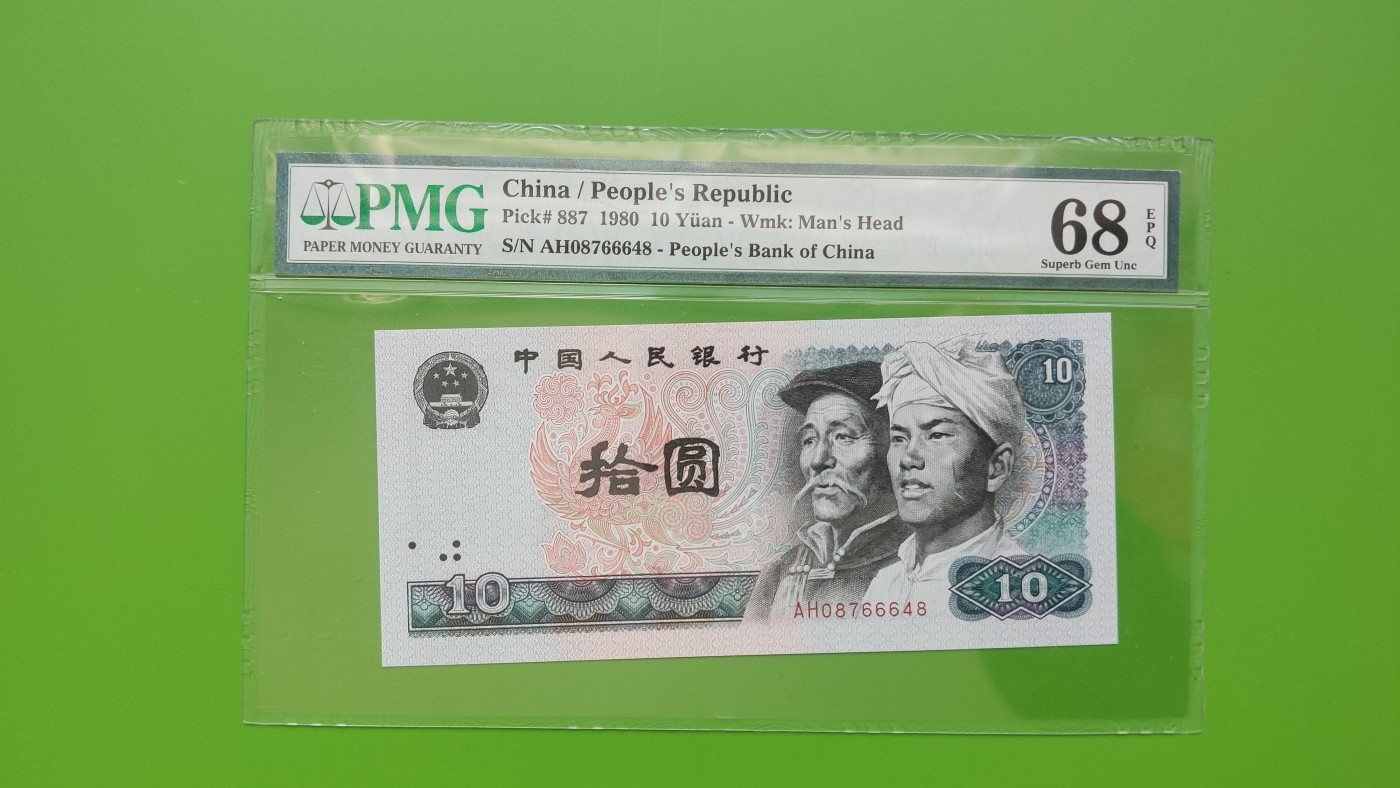 PMG
PAPER MONEY GUARANTY
China / People's Republic
Pick# 887 1980 10 Yüan - Wmk: Man's Head
S/N AH08766648 - People's Bank of China
68
EPQ
Superb Gem Unc
中国人民银行
10
拾圆
10
AH08766648
10